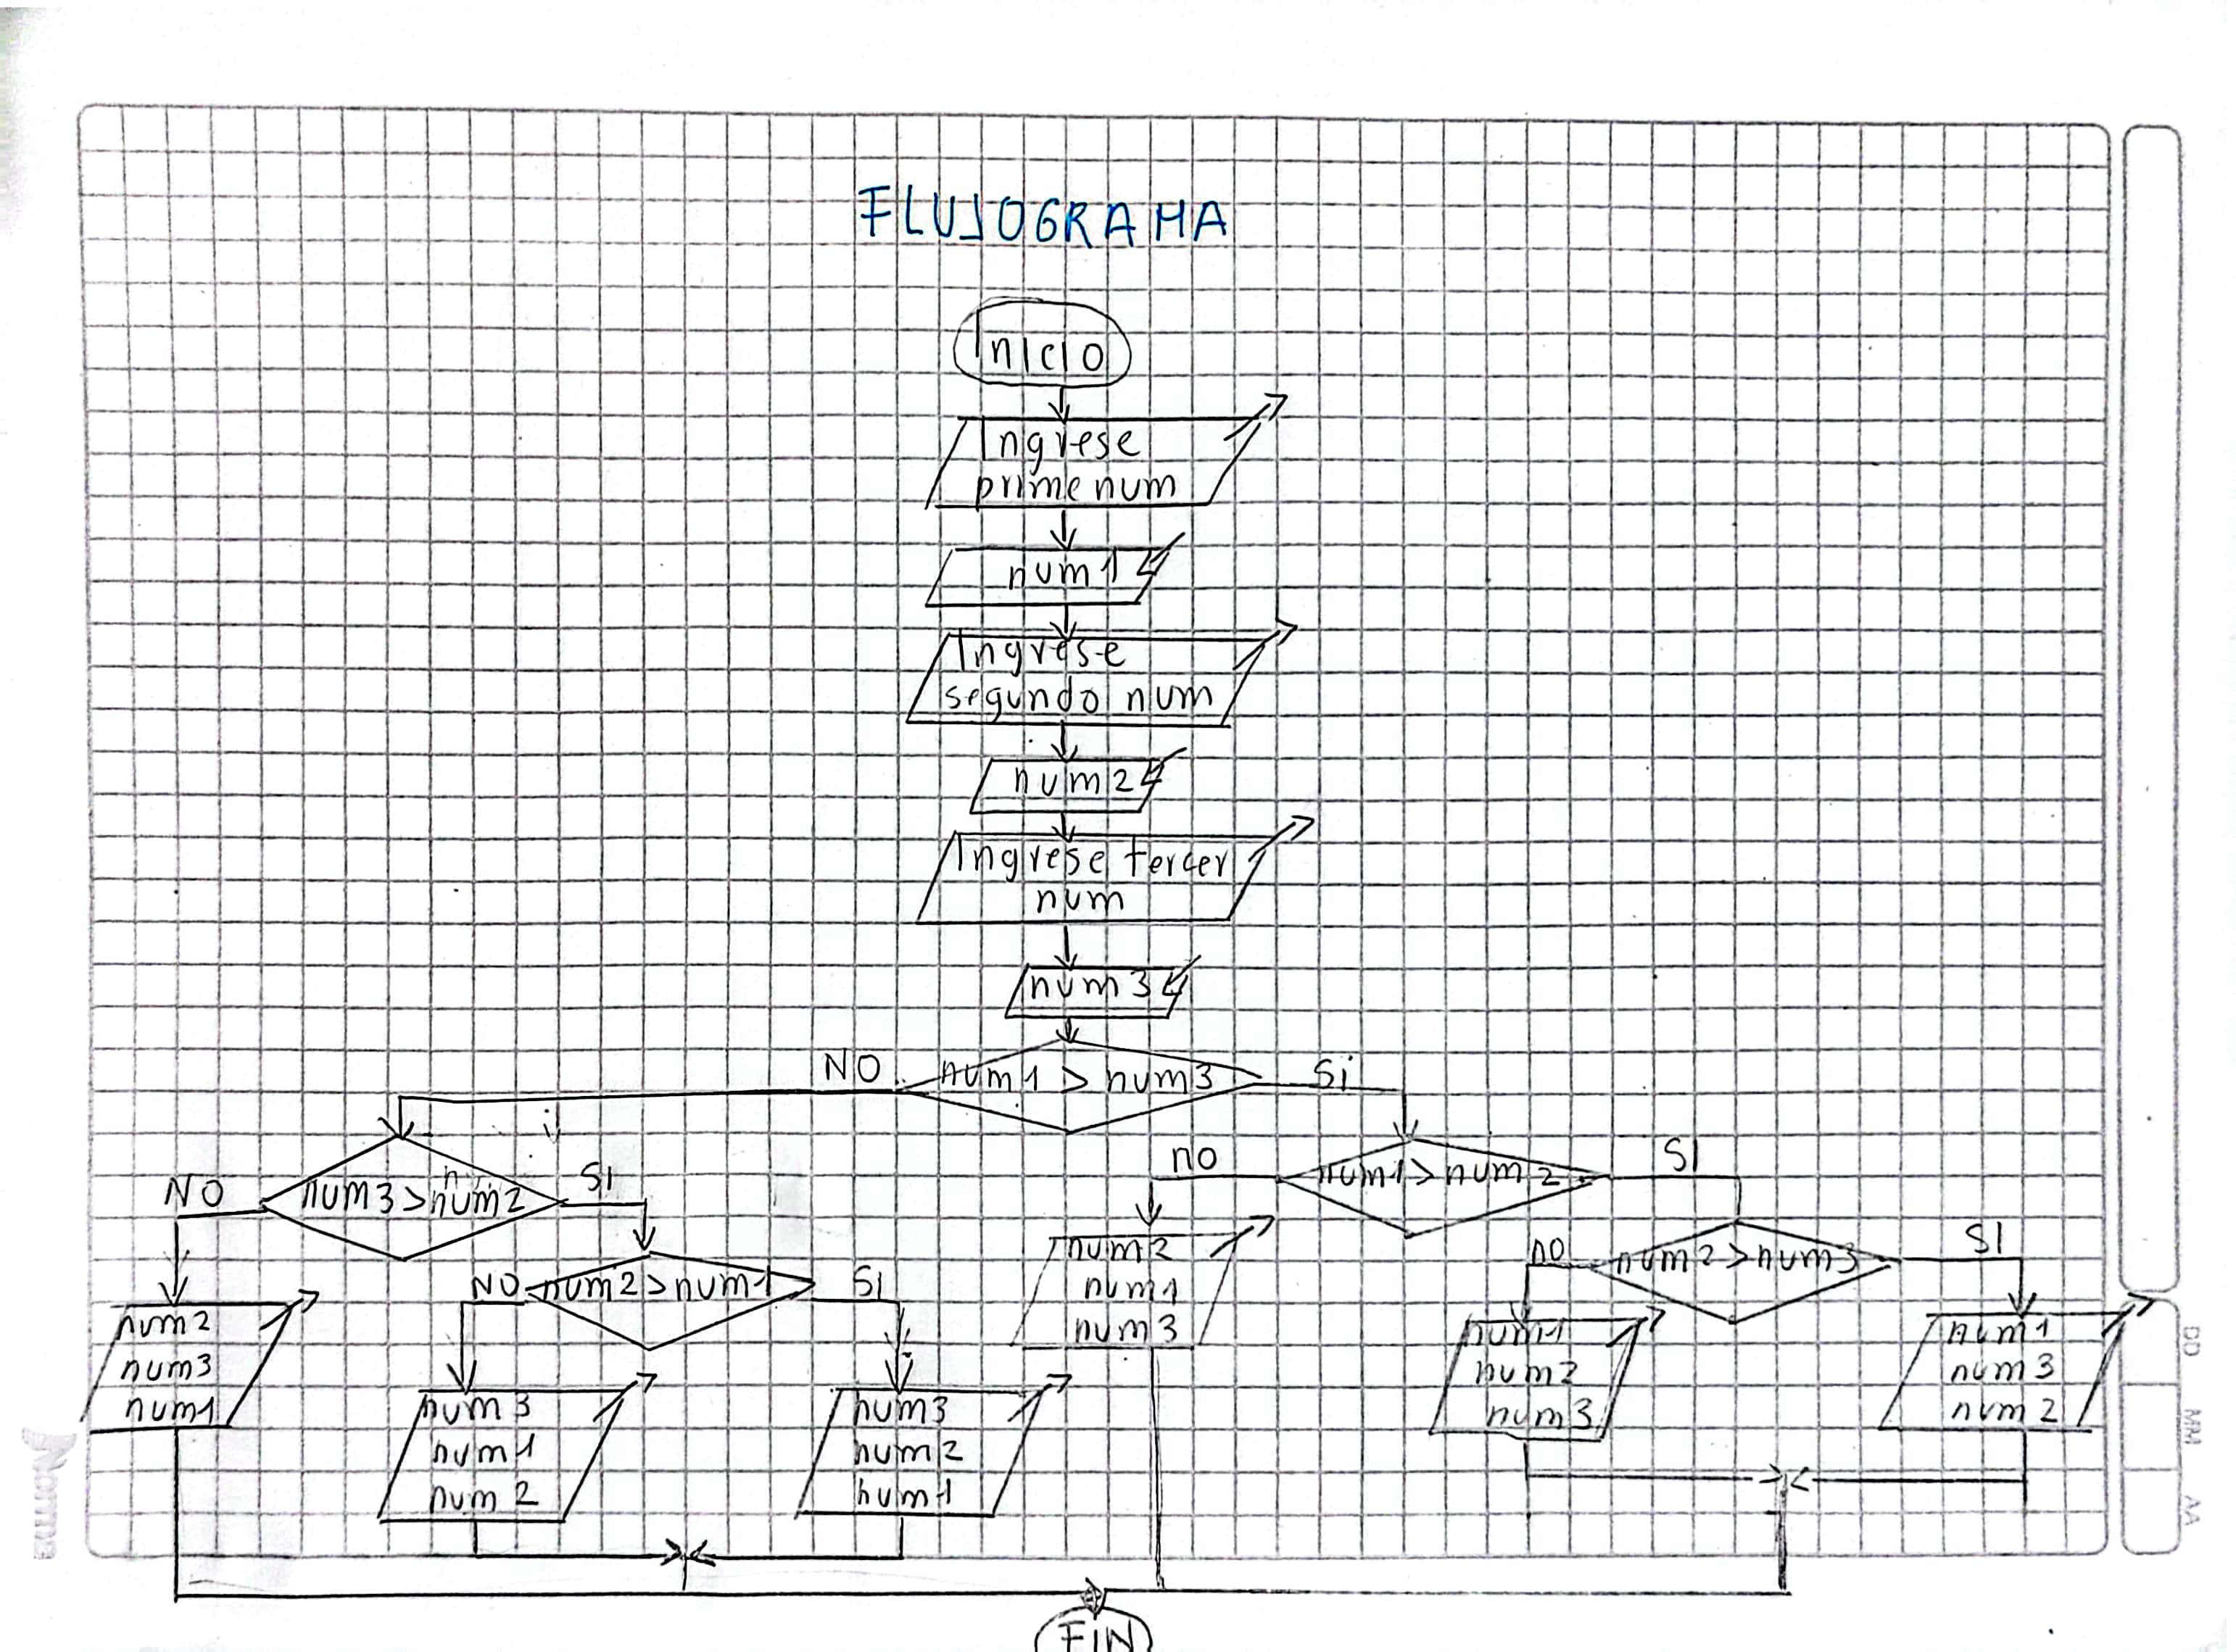 FLUJOGRAMA
Inicio
Ingrese
prime num
num1
Ingrese
segundo num
num2
Ingrese tercer
num
num3
NO
num1 > num3
Si
NO
num3 > num2
SI
no
num1 > num2
SI
NO
num2 > num1
SI
no
num2 > num3
SI
num2
num3
num1
num3
num1
num2
num3
num2
num1
num2
num1
num3
num1
num2
num3
num1
num3
num2
FIN
Norma
DD
MM
AA